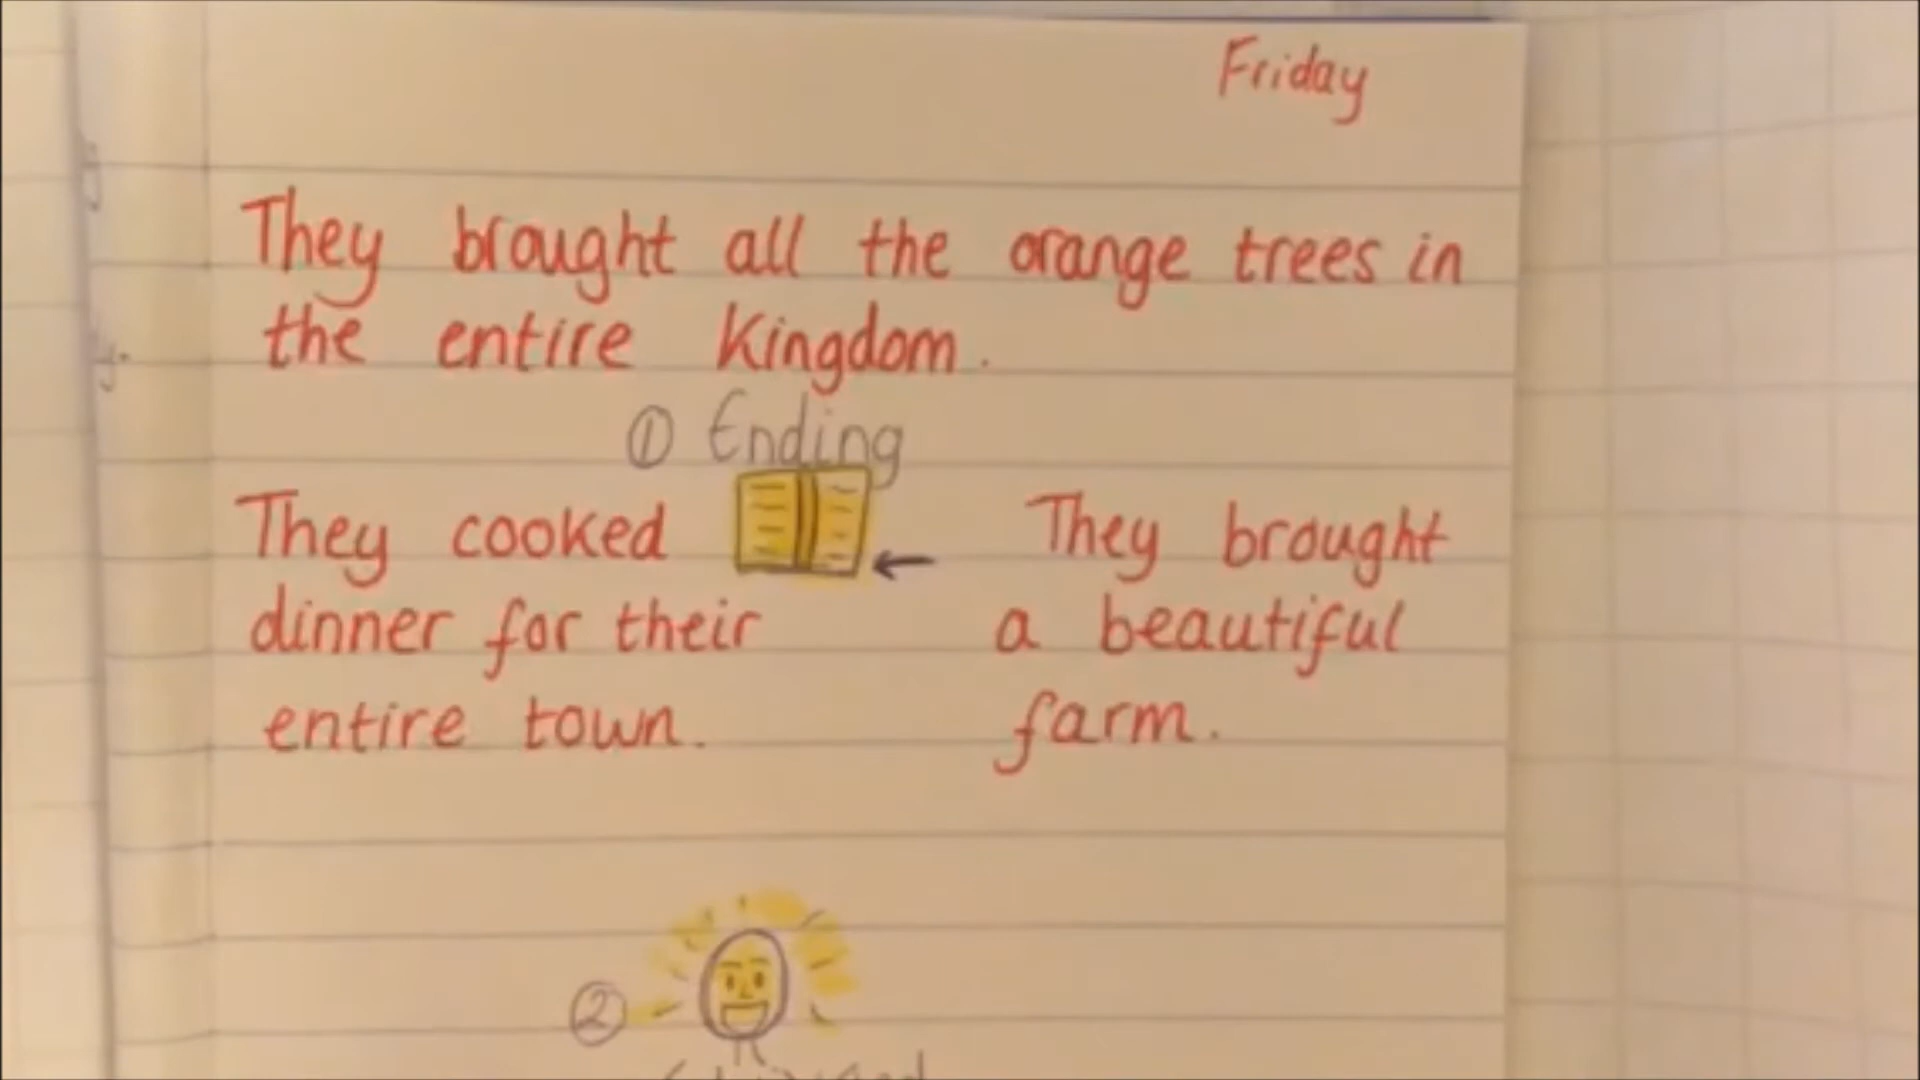 Friday
They brought all the orange trees in
the entire Kingdom.
① Ending
They cooked
dinner for their
entire town.
They brought
a beautiful
farm.
②